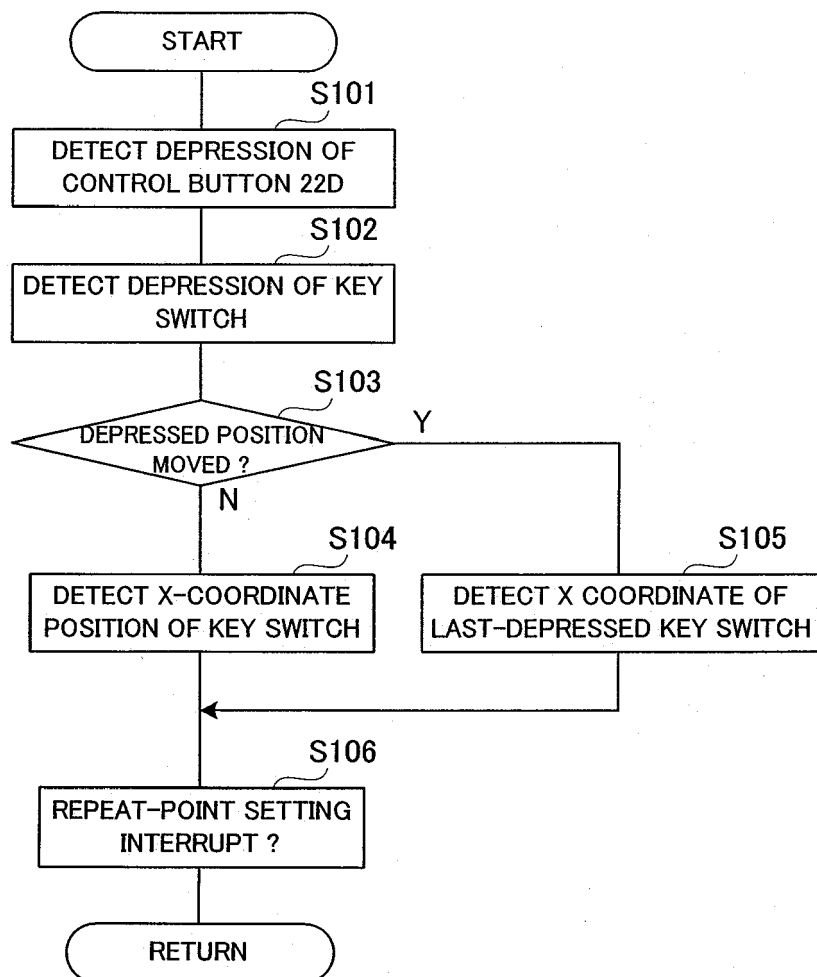 START
S101
DETECT DEPRESSION OF
CONTROL BUTTON 22D
S102
DETECT DEPRESSION OF KEY
SWITCH
S103
DEPRESSED POSITION
MOVED ?
Y
N
S104
DETECT X-COORDINATE
POSITION OF KEY SWITCH
S105
DETECT X COORDINATE OF
LAST-DEPRESSED KEY SWITCH
S106
REPEAT-POINT SETTING
INTERRUPT ?
RETURN